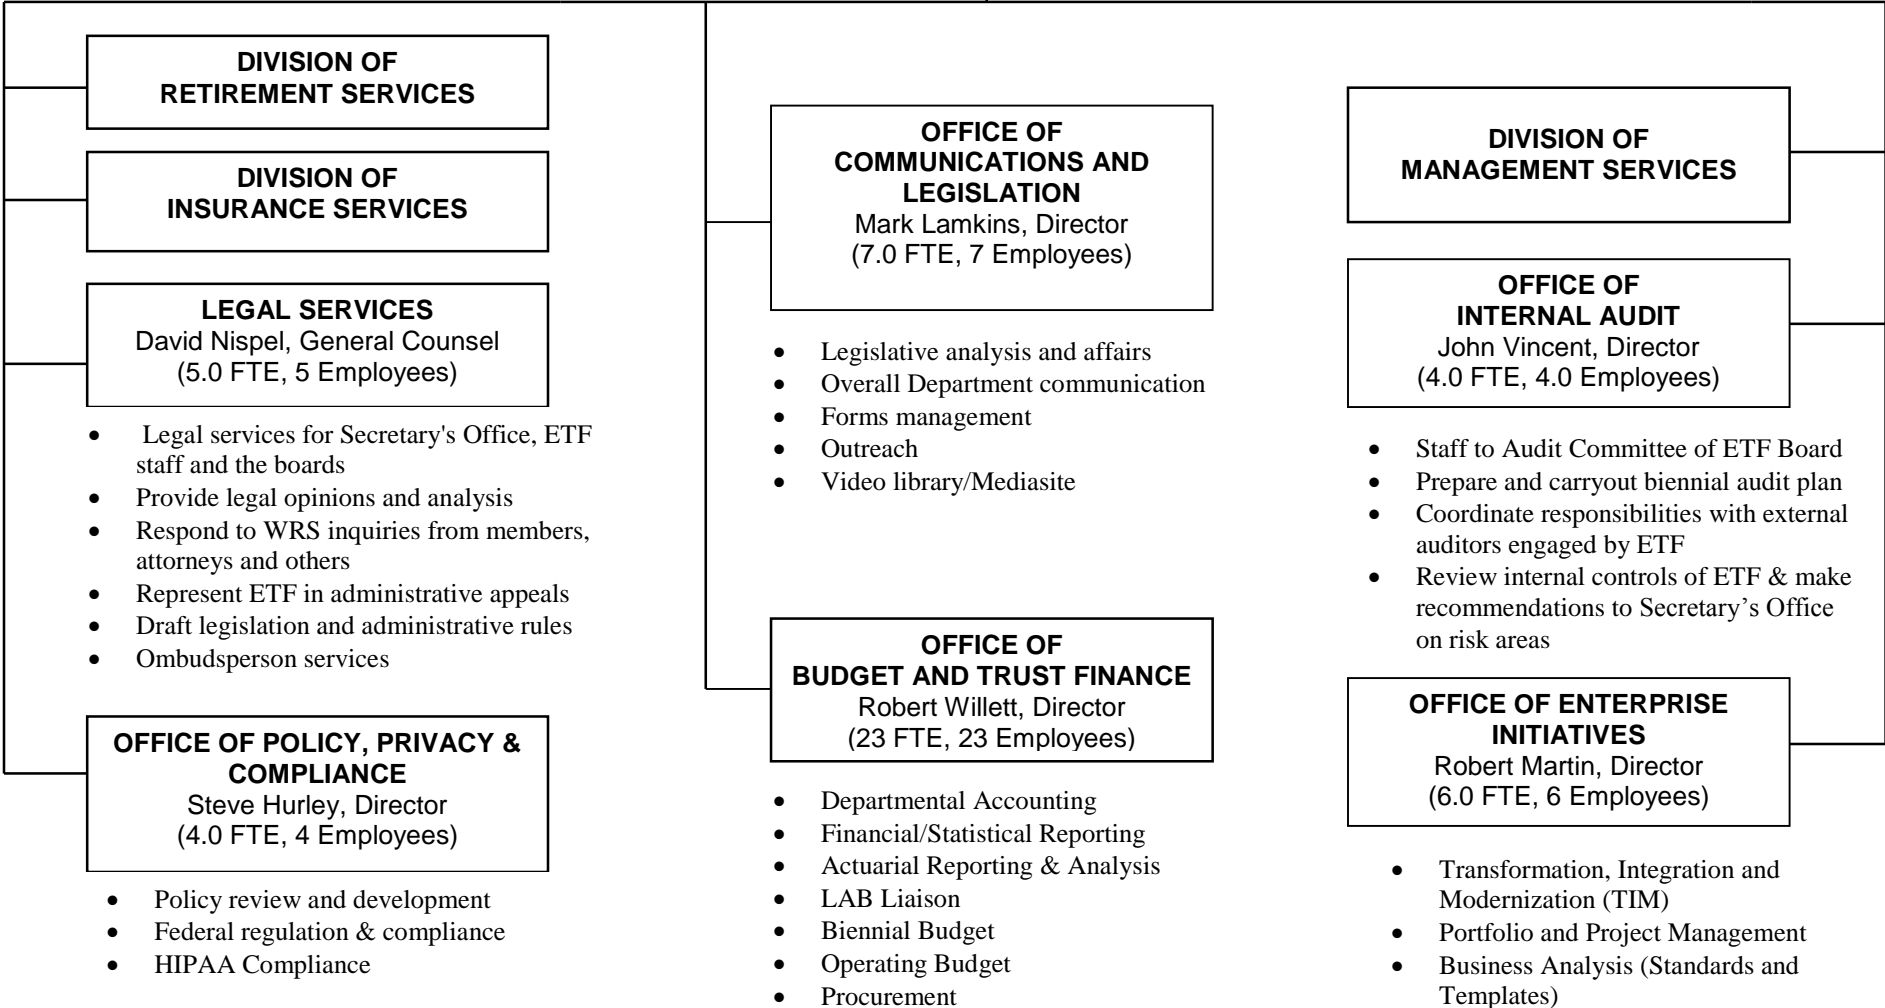 DIVISION OF
RETIREMENT SERVICES
DIVISION OF
INSURANCE SERVICES
LEGAL SERVICES
David Nispel, General Counsel
(5.0 FTE, 5 Employees)
• Legal services for Secretary's Office, ETF
staff and the boards
• Provide legal opinions and analysis
• Respond to WRS inquiries from members,
attorneys and others
• Represent ETF in administrative appeals
• Draft legislation and administrative rules
• Ombudsperson services
OFFICE OF POLICY, PRIVACY &
COMPLIANCE
Steve Hurley, Director
(4.0 FTE, 4 Employees)
• Policy review and development
• Federal regulation & compliance
• HIPAA Compliance
OFFICE OF
COMMUNICATIONS AND
LEGISLATION
Mark Lamkins, Director
(7.0 FTE, 7 Employees)
• Legislative analysis and affairs
• Overall Department communication
• Forms management
• Outreach
• Video library/Mediasite
OFFICE OF
BUDGET AND TRUST FINANCE
Robert Willett, Director
(23 FTE, 23 Employees)
• Departmental Accounting
• Financial/Statistical Reporting
• Actuarial Reporting & Analysis
• LAB Liaison
• Biennial Budget
• Operating Budget
• Procurement
DIVISION OF
MANAGEMENT SERVICES
OFFICE OF
INTERNAL AUDIT
John Vincent, Director
(4.0 FTE, 4.0 Employees)
• Staff to Audit Committee of ETF Board
• Prepare and carryout biennial audit plan
• Coordinate responsibilities with external
auditors engaged by ETF
• Review internal controls of ETF & make
recommendations to Secretary’s Office
on risk areas
OFFICE OF ENTERPRISE
INITIATIVES
Robert Martin, Director
(6.0 FTE, 6 Employees)
• Transformation, Integration and
Modernization (TIM)
• Portfolio and Project Management
• Business Analysis (Standards and
Templates)